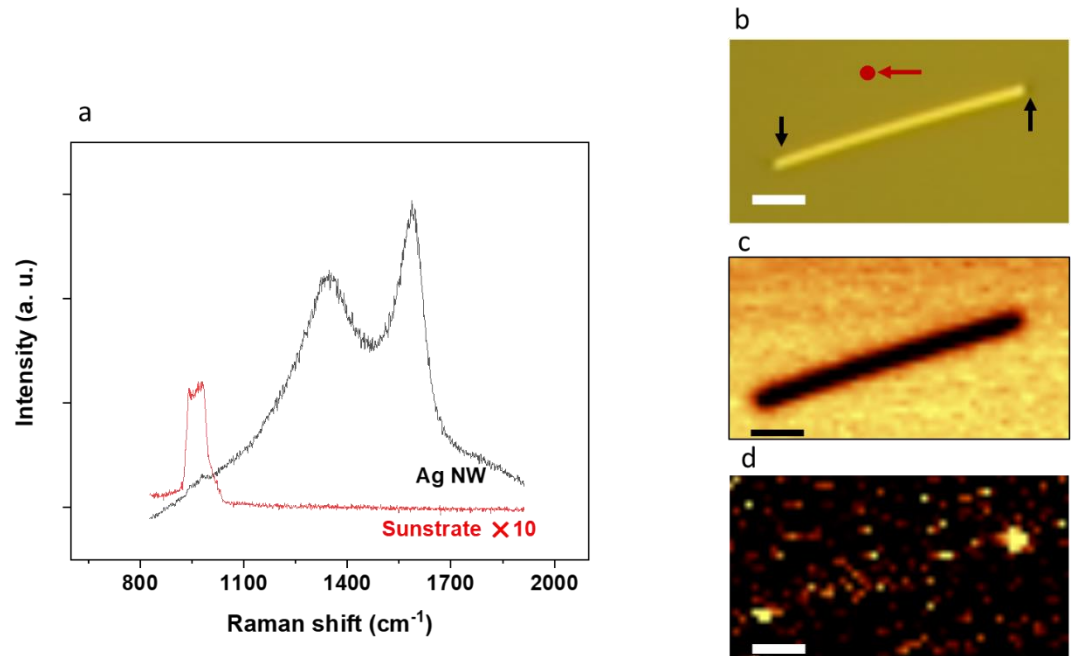 a
Intensity (a. u.)
Ag NW
Sunstrate ×10
800 1100 1400 1700 2000
Raman shift (cm⁻¹)
b
c
d